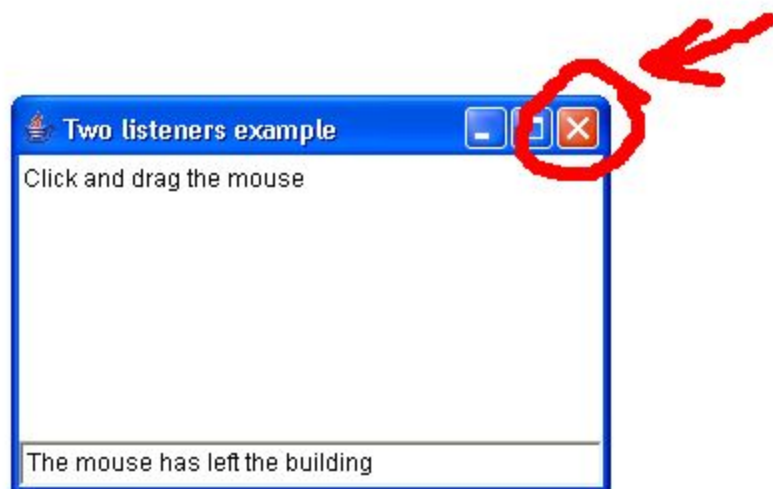 Two listeners example
Click and drag the mouse
The mouse has left the building